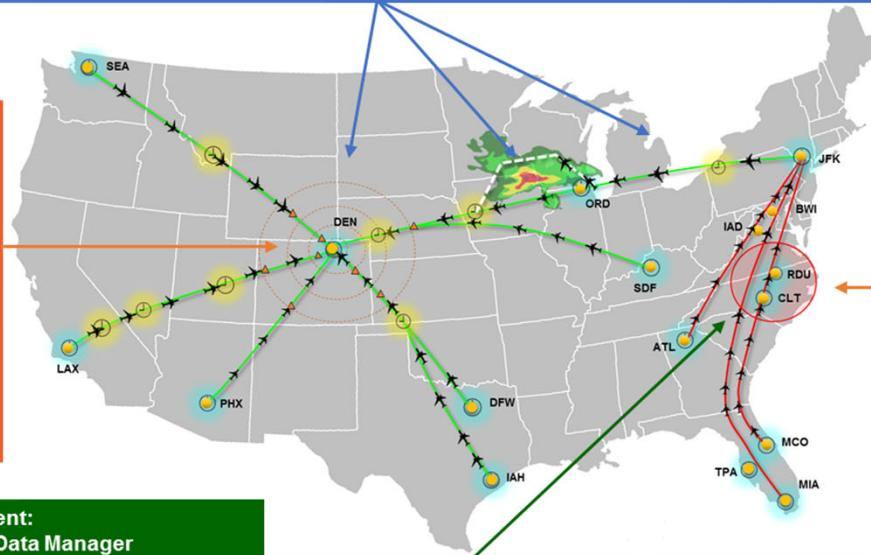 SEA
JFK
ORD
DEN
BWI
IAD
SDF
RDU
CLT
ATL
LAX
PHX
DFW
MCO
TPA
IAH
MIA
ent:
Data Manager